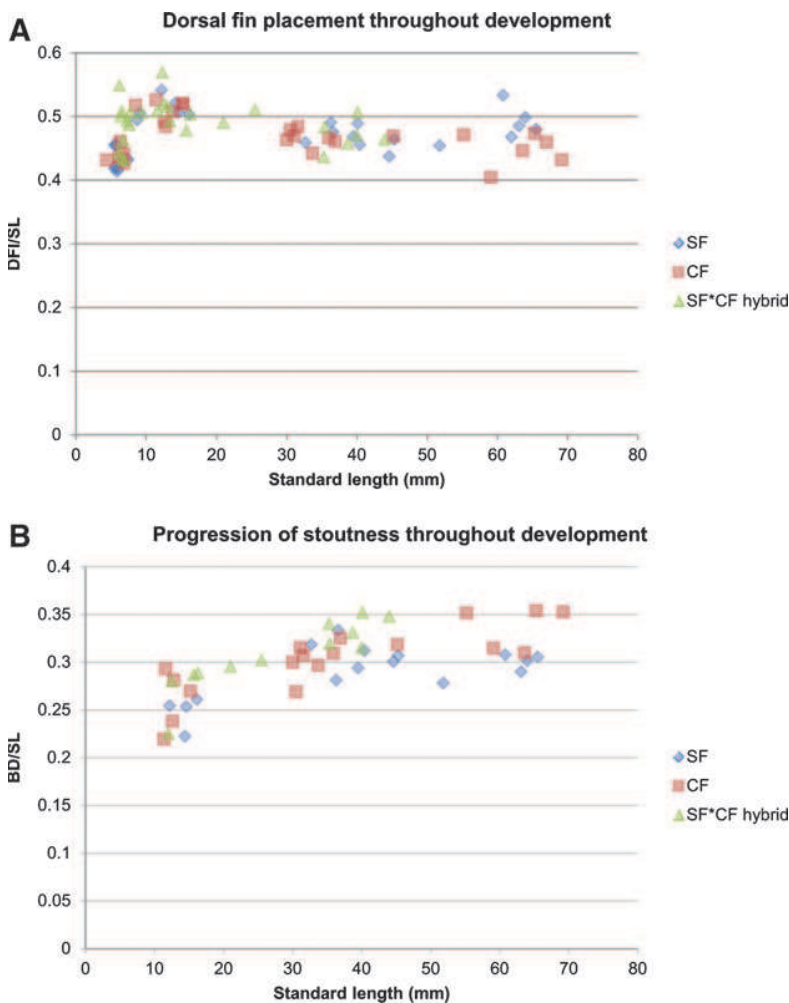 A
Dorsal fin placement throughout development
0.6
0.5
0.4
0.3
0.2
0.1
0
DFI/SL
0 10 20 30 40 50 60 70 80
Standard length (mm)
SF
CF
SF*CF hybrid
B
Progression of stoutness throughout development
0.4
0.35
0.3
0.25
0.2
0.15
0.1
0.05
0
BD/SL
0 10 20 30 40 50 60 70 80
Standard length (mm)
SF
CF
SF*CF hybrid